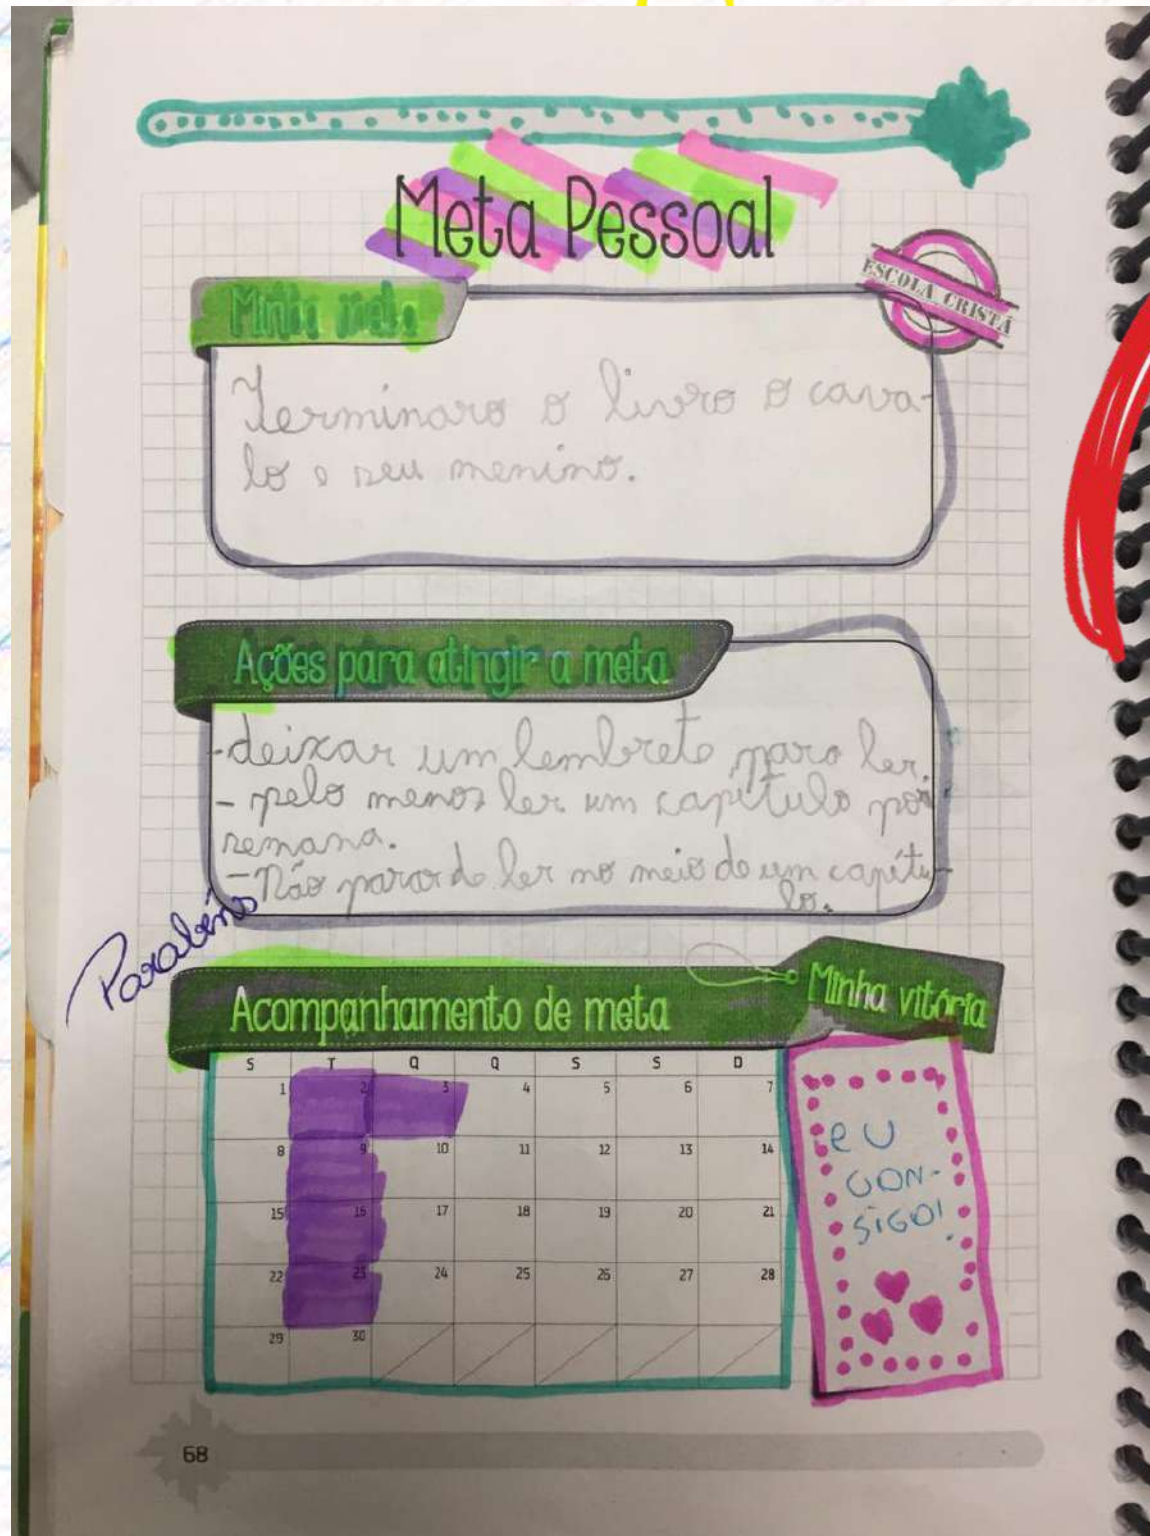 Meta Pessoal
ESCOLA CRISTÃ
Minha meta
Terminaro o livro o cava-
lo e seu menino.
Ações para atingir a meta
-deixar um lembrete para ler.
- pelo menos ler um capítulo por
semana.
-Não parar de ler no meio de um capítu-
lo.
Parabéns
Acompanhamento de meta
Minha vitória
S T Q Q S S D
1 2 3 4 5 6 7
8 9 10 11 12 13 14
15 16 17 18 19 20 21
22 23 24 25 26 27 28
29 30
eU
CON-
SIGO!
68